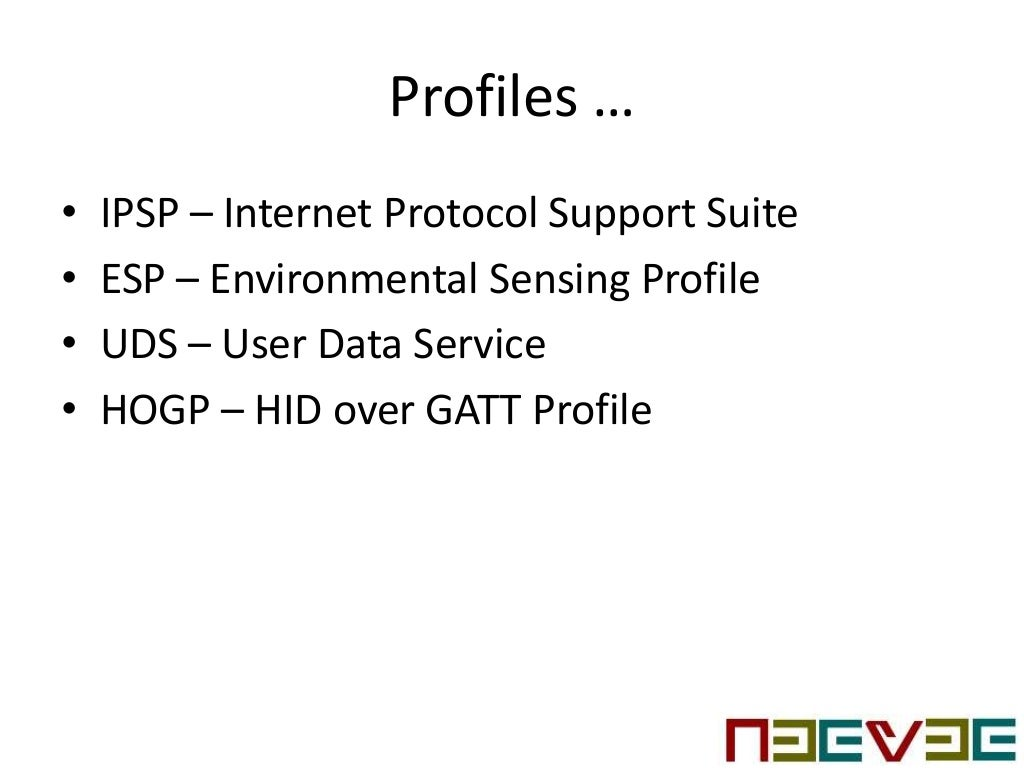 Profiles …
• IPSP – Internet Protocol Support Suite
• ESP – Environmental Sensing Profile
• UDS – User Data Service
• HOGP – HID over GATT Profile